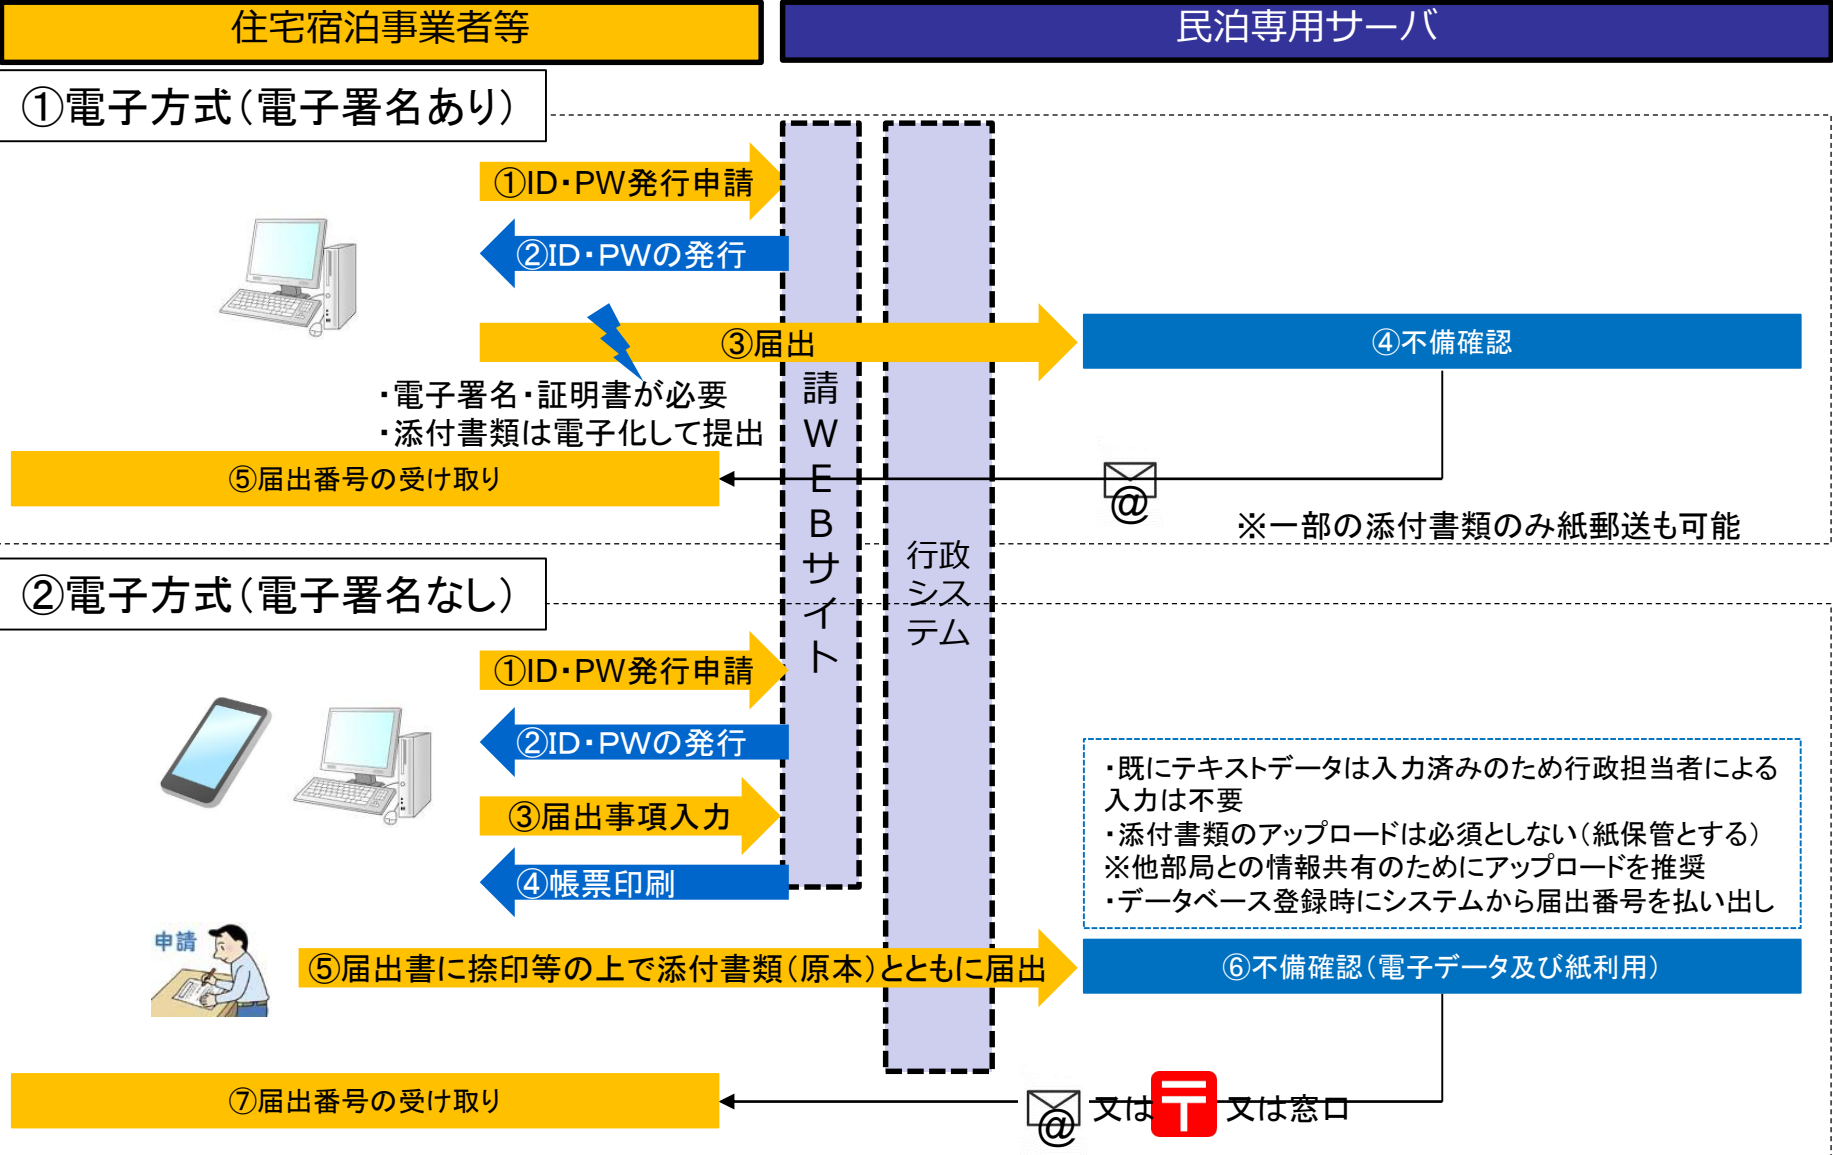 住宅宿泊事業者等
民泊専用サーバ
①電子方式（電子署名あり）
①ID・PW発行申請
②ID・PWの発行
③届出
④不備確認
・電子署名・証明書が必要
・添付書類は電子化して提出
⑤届出番号の受け取り
@
※一部の添付書類のみ紙郵送も可能
請WEBサイト
行政
シス
テム
②電子方式（電子署名なし）
①ID・PW発行申請
②ID・PWの発行
③届出事項入力
④帳票印刷
・既にテキストデータは入力済みのため行政担当者による
入力は不要
・添付書類のアップロードは必須としない（紙保管とする）
※他部局との情報共有のためにアップロードを推奨
・データベース登録時にシステムから届出番号を払い出し
申請
⑤届出書に捺印等の上で添付書類（原本）とともに届出
⑥不備確認（電子データ及び紙利用）
⑦届出番号の受け取り
@ 又は 〒 又は窓口